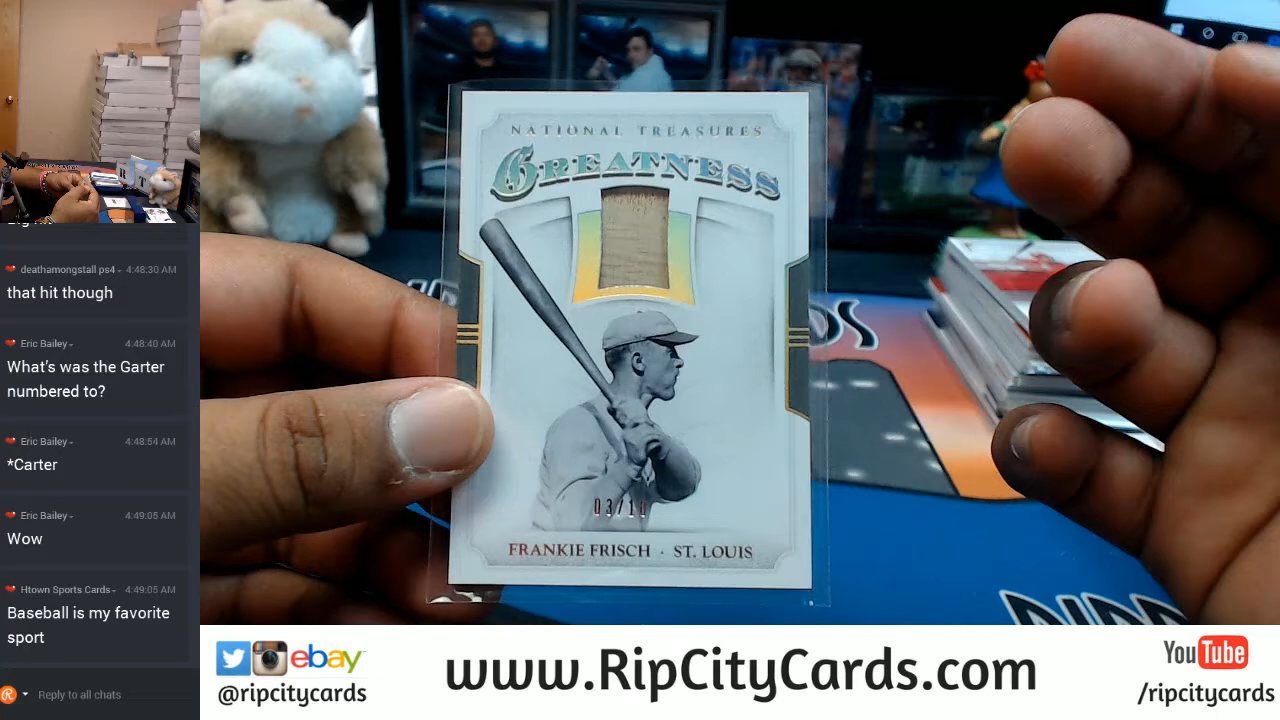 deathamongstall ps4 - 4:48:30 AM
that hit though
Eric Bailey - 4:48:40 AM
What's was the Garter
numbered to?
Eric Bailey - 4:48:54 AM
*Carter
Eric Bailey - 4:49:05 AM
Wow
Htown Sports Cards - 4:49:05 AM
Baseball is my favorite
sport
Reply to all chats
NATIONAL TREASURES
GREATNESS
03/10
FRANKIE FRISCH · ST. LOUIS
ebay
@ripcitycards
www.RipCityCards.com
YouTube
/ripcitycards